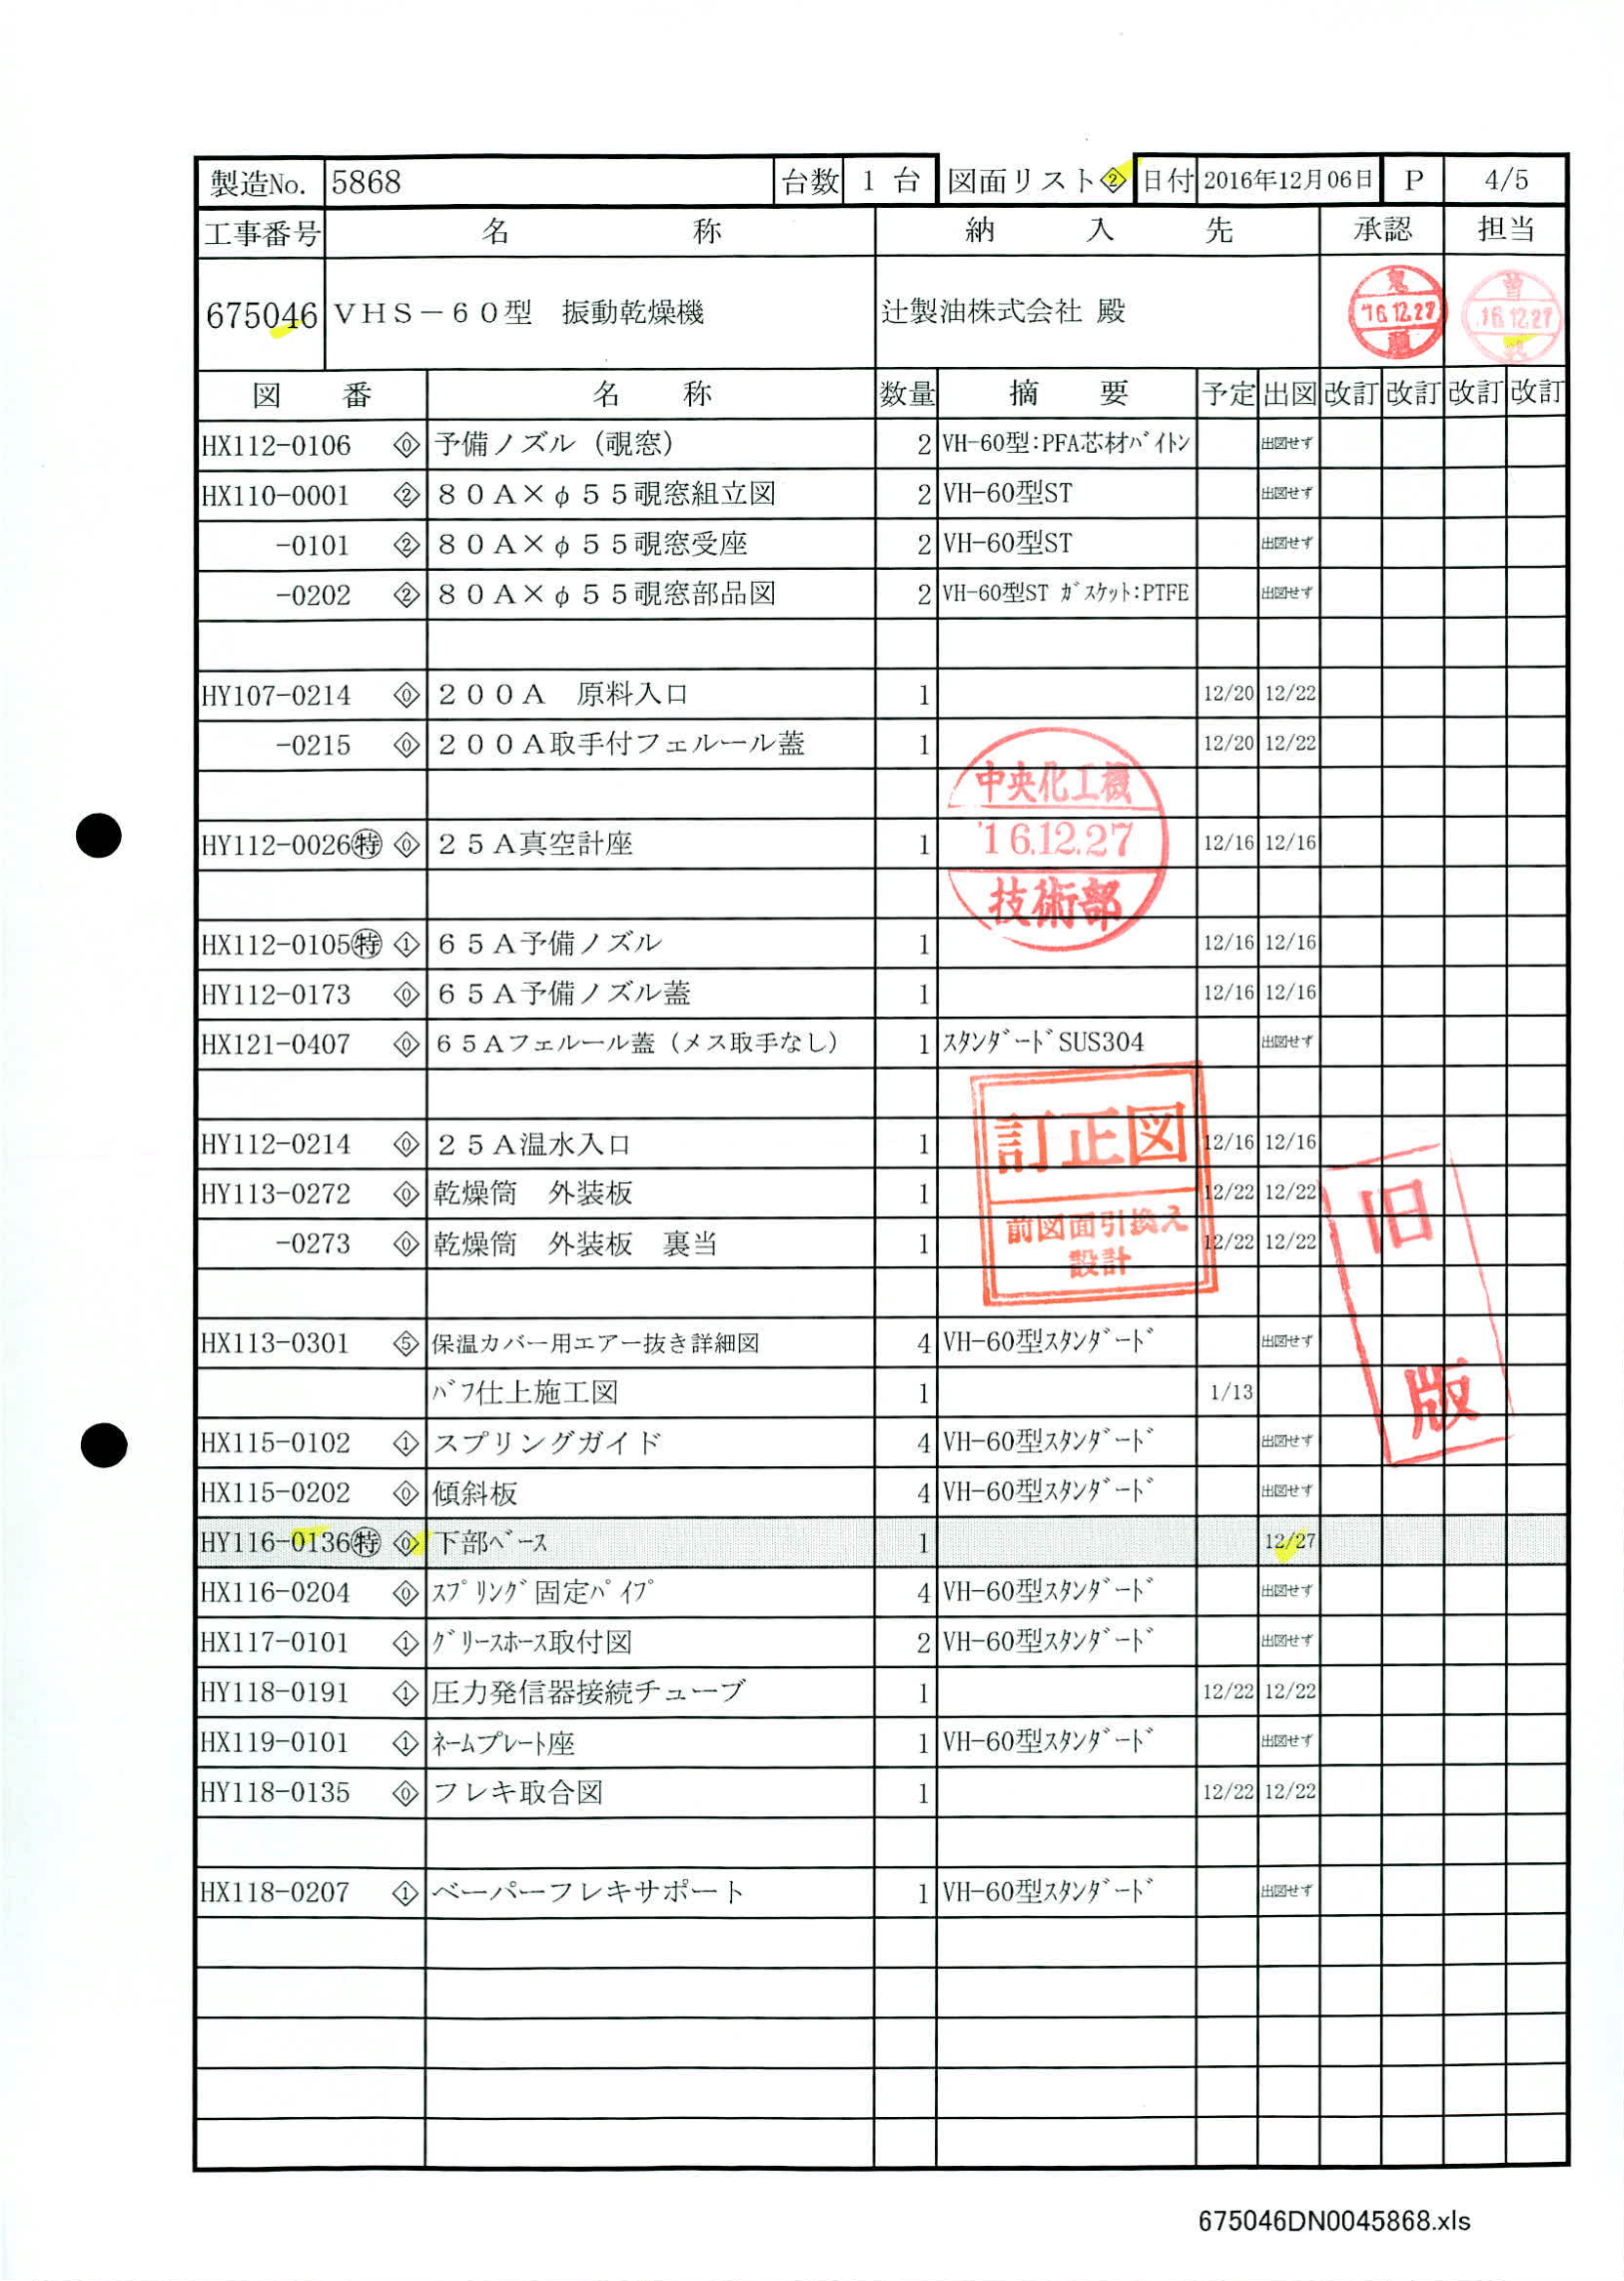 製造No. 5868 台数 1 台 図面リスト② 日付 2016年12月06日 P 4/5
工事番号 名 称 納 入 先 承認 担当
675046 VHS－60型 振動乾燥機 辻製油株式会社 殿 '16.12.27 '16.12.27
図 番 名 称 数量 摘 要 予定 出図 改訂 改訂 改訂 改訂
HX112-0106 ⓪ 予備ノズル（覗窓） 2 VH-60型:PFA芯材ﾊﾞｲﾄﾝ 出図せず
HX110-0001 ② 80A×φ55覗窓組立図 2 VH-60型ST 出図せず
-0101 ② 80A×φ55覗窓受座 2 VH-60型ST 出図せず
-0202 ② 80A×φ55覗窓部品図 2 VH-60型ST ｶﾞｽｹｯﾄ:PTFE 出図せず
HY107-0214 ⓪ 200A 原料入口 1 12/20 12/22
-0215 ⓪ 200A取手付フェルール蓋 1 12/20 12/22
中央化工機
HY112-0026㊕ ⓪ 25A真空計座 1 12/16 12/16
'16.12.27
技術部
HX112-0105㊕ ① 65A予備ノズル 1 12/16 12/16
HY112-0173 ⓪ 65A予備ノズル蓋 1 12/16 12/16
HX121-0407 ⓪ 65Aフェルール蓋（メス取手なし） 1 ｽﾀﾝﾀﾞｰﾄﾞSUS304 出図せず
訂正図
HY112-0214 ⓪ 25A温水入口 1 12/16 12/16
HY113-0272 ⓪ 乾燥筒 外装板 1 12/22 12/22
前図面引換え
設計
-0273 ⓪ 乾燥筒 外装板 裏当 1 12/22 12/22
旧版
HX113-0301 ⑤ 保温カバー用エアー抜き詳細図 4 VH-60型ｽﾀﾝﾀﾞｰﾄﾞ 出図せず
ﾊﾞﾌ仕上施工図 1 1/13
HX115-0102 ① スプリングガイド 4 VH-60型ｽﾀﾝﾀﾞｰﾄﾞ 出図せず
HX115-0202 ⓪ 傾斜板 4 VH-60型ｽﾀﾝﾀﾞｰﾄﾞ 出図せず
HY116-0136㊕ ⓪ 下部ﾍﾞｰｽ 1 12/27
HX116-0204 ⓪ ｽﾌﾟﾘﾝｸﾞ固定ﾊﾟｲﾌﾟ 4 VH-60型ｽﾀﾝﾀﾞｰﾄﾞ 出図せず
HX117-0101 ① ｸﾞﾘｰｽﾎｰｽ取付図 2 VH-60型ｽﾀﾝﾀﾞｰﾄﾞ 出図せず
HY118-0191 ① 圧力発信器接続チューブ 1 12/22 12/22
HX119-0101 ① ﾈｰﾑﾌﾟﾚｰﾄ座 1 VH-60型ｽﾀﾝﾀﾞｰﾄﾞ 出図せず
HY118-0135 ⓪ フレキ取合図 1 12/22 12/22
HX118-0207 ① ベーパーフレキサポート 1 VH-60型ｽﾀﾝﾀﾞｰﾄﾞ 出図せず
675046DN0045868.xls